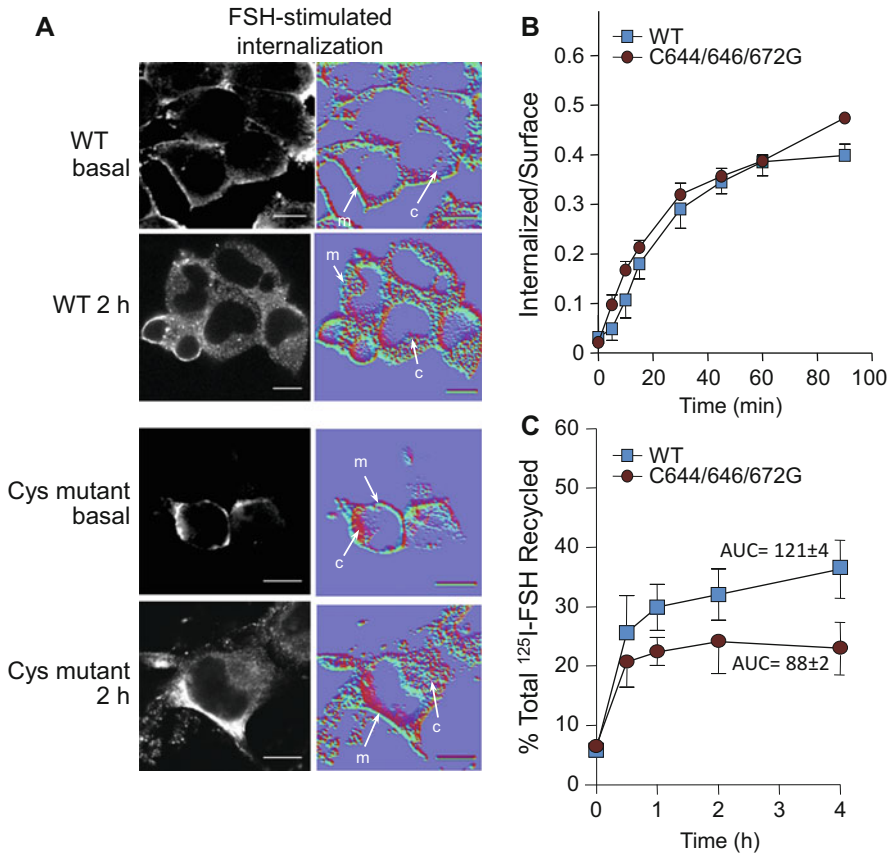 A
FSH-stimulated
internalization
WT
basal
m
c
WT 2 h
m
c
Cys mutant
basal
m
c
Cys mutant
2 h
c
m
B
WT
C644/646/672G
Internalized/Surface
0.6
0.5
0.4
0.3
0.2
0.1
0
0 20 40 60 80 100
Time (min)
C
WT
C644/646/672G
% Total ¹²⁵I-FSH Recycled
60
50
40
30
20
10
0
AUC= 121±4
AUC= 88±2
0 1 2 3 4
Time (h)